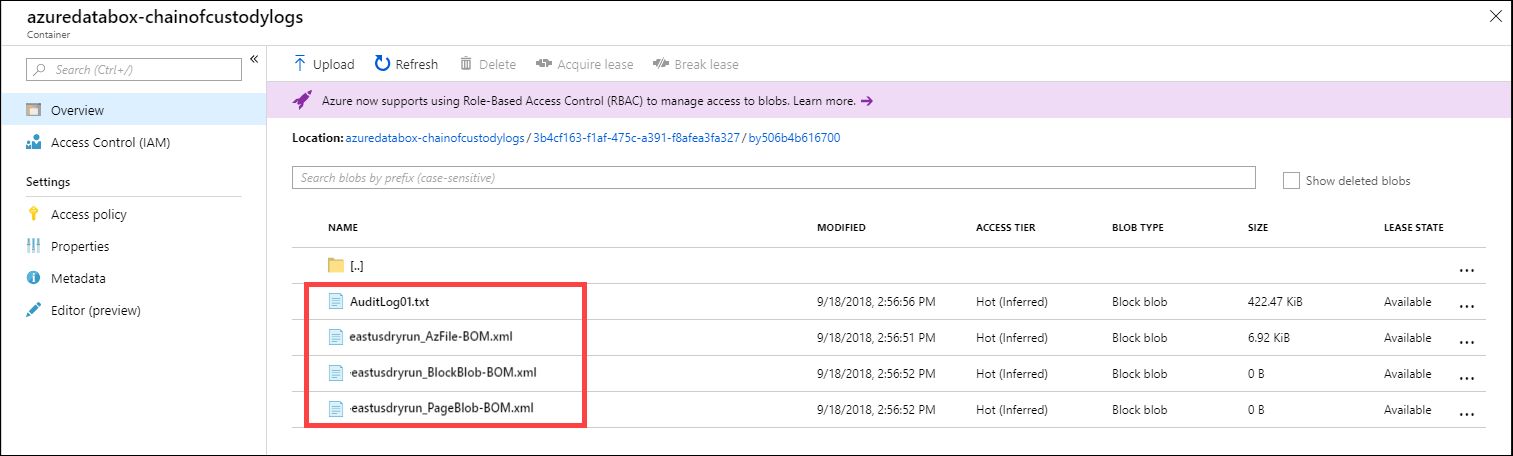 azuredatabox-chainofcustodylogs
Container
Search (Ctrl+/)
Overview
Access Control (IAM)
Settings
Access policy
Properties
Metadata
Editor (preview)
Upload Refresh Delete Acquire lease Break lease
Azure now supports using Role-Based Access Control (RBAC) to manage access to blobs. Learn more.
Location: azuredatabox-chainofcustodylogs / 3b4cf163-f1af-475c-a391-f8afea3fa327 / by506b4b616700
Search blobs by prefix (case-sensitive) Show deleted blobs
NAME MODIFIED ACCESS TIER BLOB TYPE SIZE LEASE STATE
[..]
AuditLog01.txt 9/18/2018, 2:56:56 PM Hot (Inferred) Block blob 422.47 KiB Available
eastusdryrun_AzFile-BOM.xml 9/18/2018, 2:56:51 PM Hot (Inferred) Block blob 6.92 KiB Available
eastusdryrun_BlockBlob-BOM.xml 9/18/2018, 2:56:52 PM Hot (Inferred) Block blob 0 B Available
eastusdryrun_PageBlob-BOM.xml 9/18/2018, 2:56:52 PM Hot (Inferred) Block blob 0 B Available